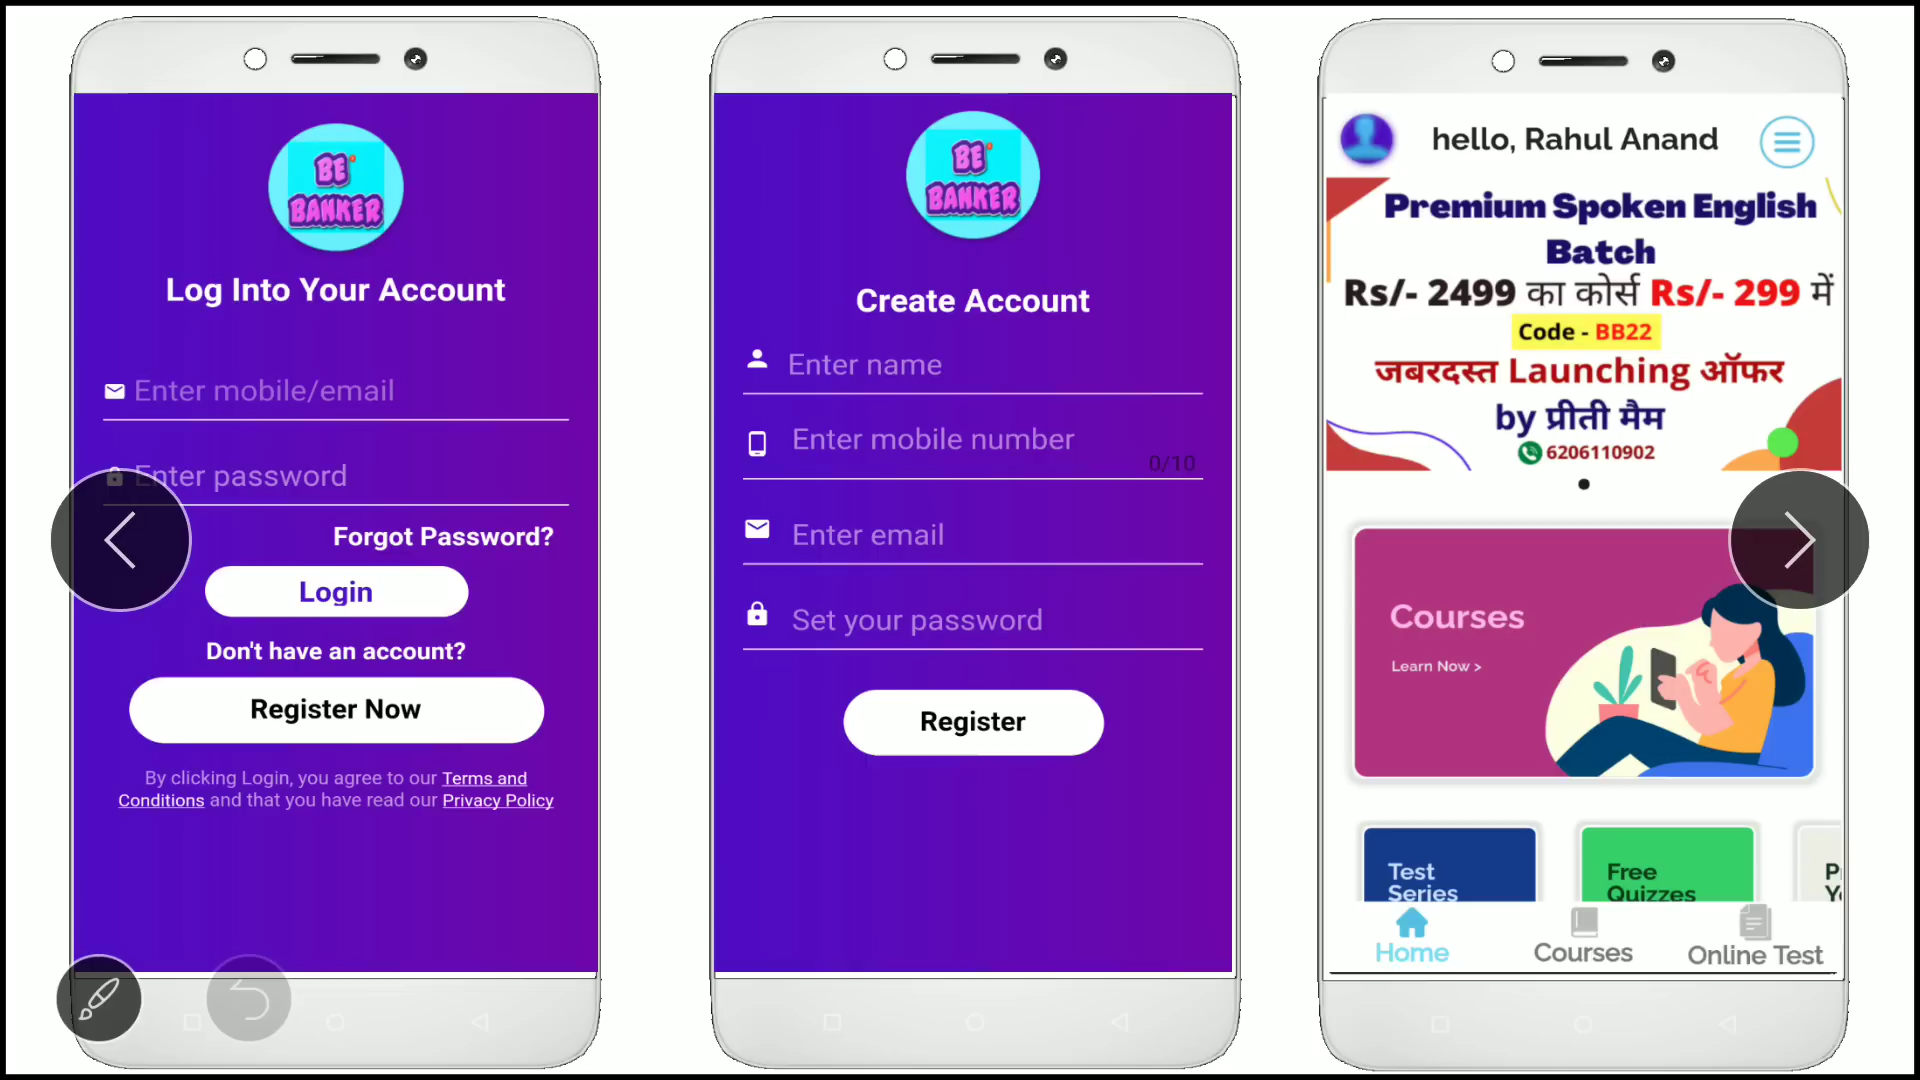 BE
BANKER
Log Into Your Account
Enter mobile/email
Enter password
Forgot Password?
Login
Don't have an account?
Register Now
By clicking Login, you agree to our Terms and
Conditions and that you have read our Privacy Policy
BE
BANKER
Create Account
Enter name
Enter mobile number
0/10
Enter email
Set your password
Register
hello, Rahul Anand
Premium Spoken English
Batch
Rs/- 2499 का कोर्स Rs/- 299 में
Code - BB22
जबरदस्त Launching ऑफर
by प्रीती मैम
6206110902
Courses
Learn Now >
Test
Series
Free
Quizzes
Home
Courses
Online Test